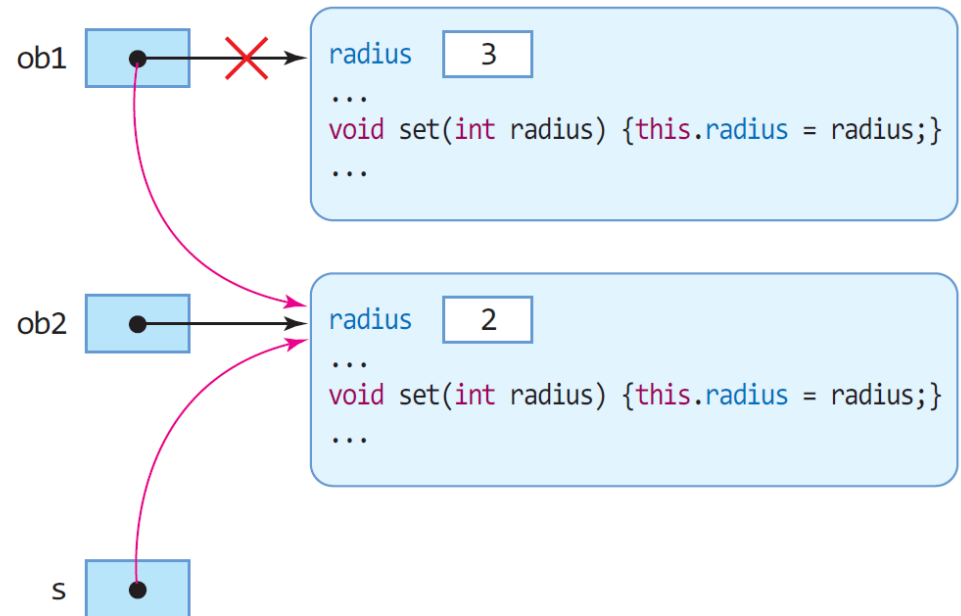 ob1
radius 3
...
void set(int radius) {this.radius = radius;}
...
ob2
radius 2
...
void set(int radius) {this.radius = radius;}
...
s